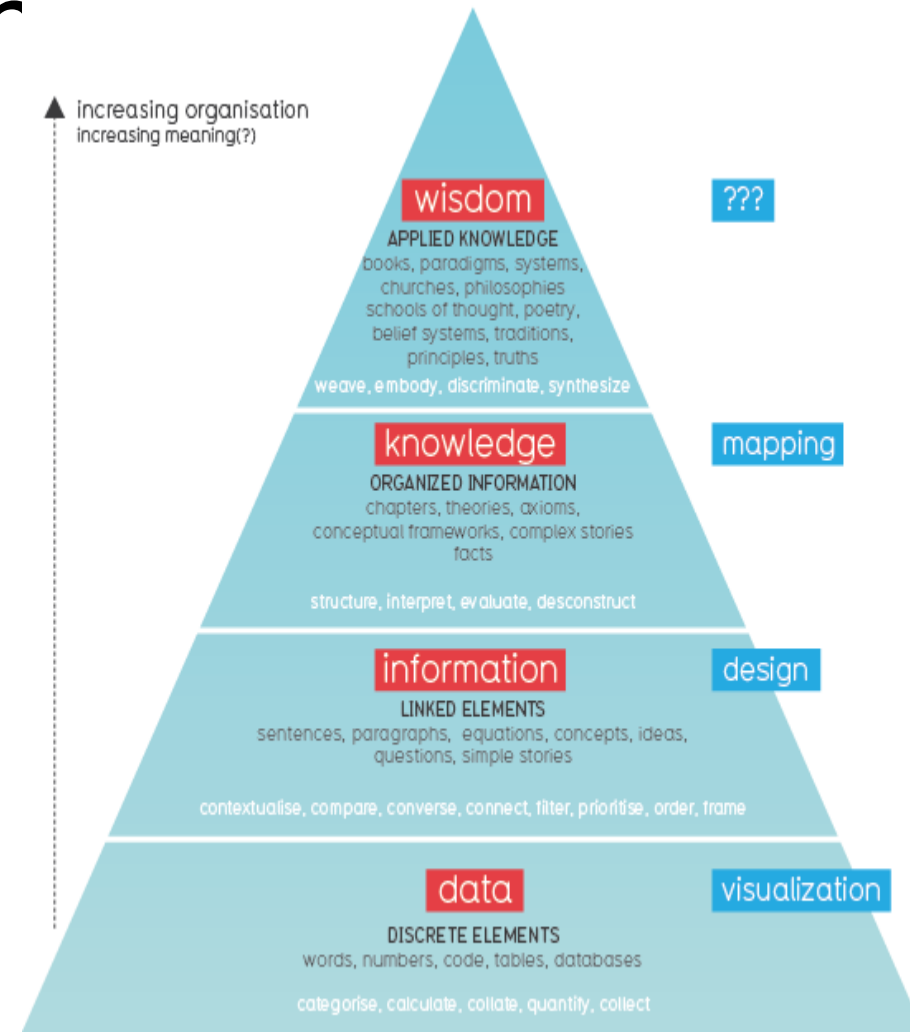 increasing organisation
increasing meaning(?)
wisdom
???
APPLIED KNOWLEDGE
books, paradigms, systems,
churches, philosophies
schools of thought, poetry,
belief systems, traditions,
principles, truths
weave, embody, discriminate, synthesize
knowledge
mapping
ORGANIZED INFORMATION
chapters, theories, axioms,
conceptual frameworks, complex stories
facts
structure, interpret, evaluate, desconstruct
information
design
LINKED ELEMENTS
sentences, paragraphs, equations, concepts, ideas,
questions, simple stories
contextualise, compare, converse, connect, filter, prioritise, order, frame
data
visualization
DISCRETE ELEMENTS
words, numbers, code, tables, databases
categorise, calculate, collate, quantify, collect